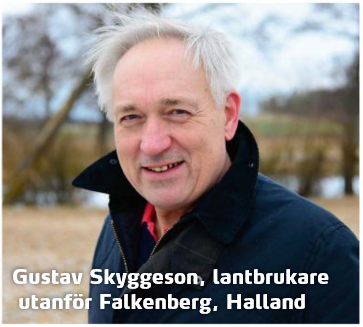 Gustav Skyggeson, lantbrukare
utanför Falkenberg, Halland